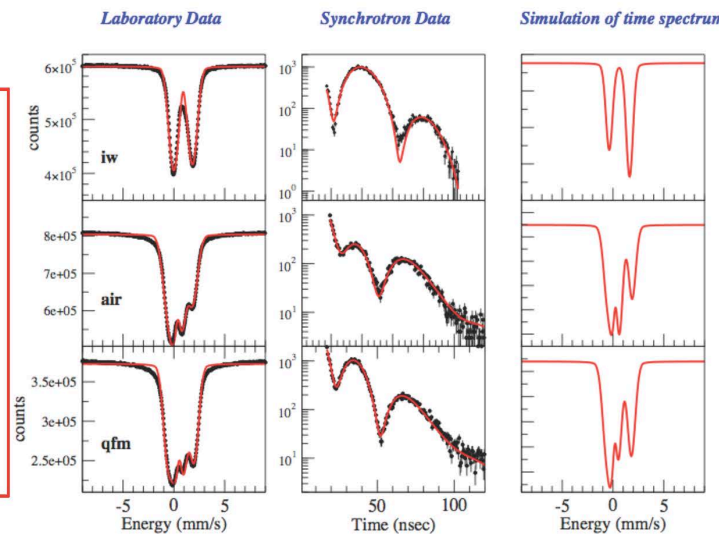 Laboratory Data
Synchrotron Data
Simulation of time spectrum
6×10⁵
5×10⁵
4×10⁵
counts
iw
10³
10²
10¹
10⁰
8e+05
7e+05
6e+05
air
10³
10²
10¹
3.5e+05
3e+05
2.5e+05
counts
qfm
10³
10²
10¹
-5 0 5
Energy (mm/s)
50 100
Time (nsec)
-5 0 5
Energy (mm/s)